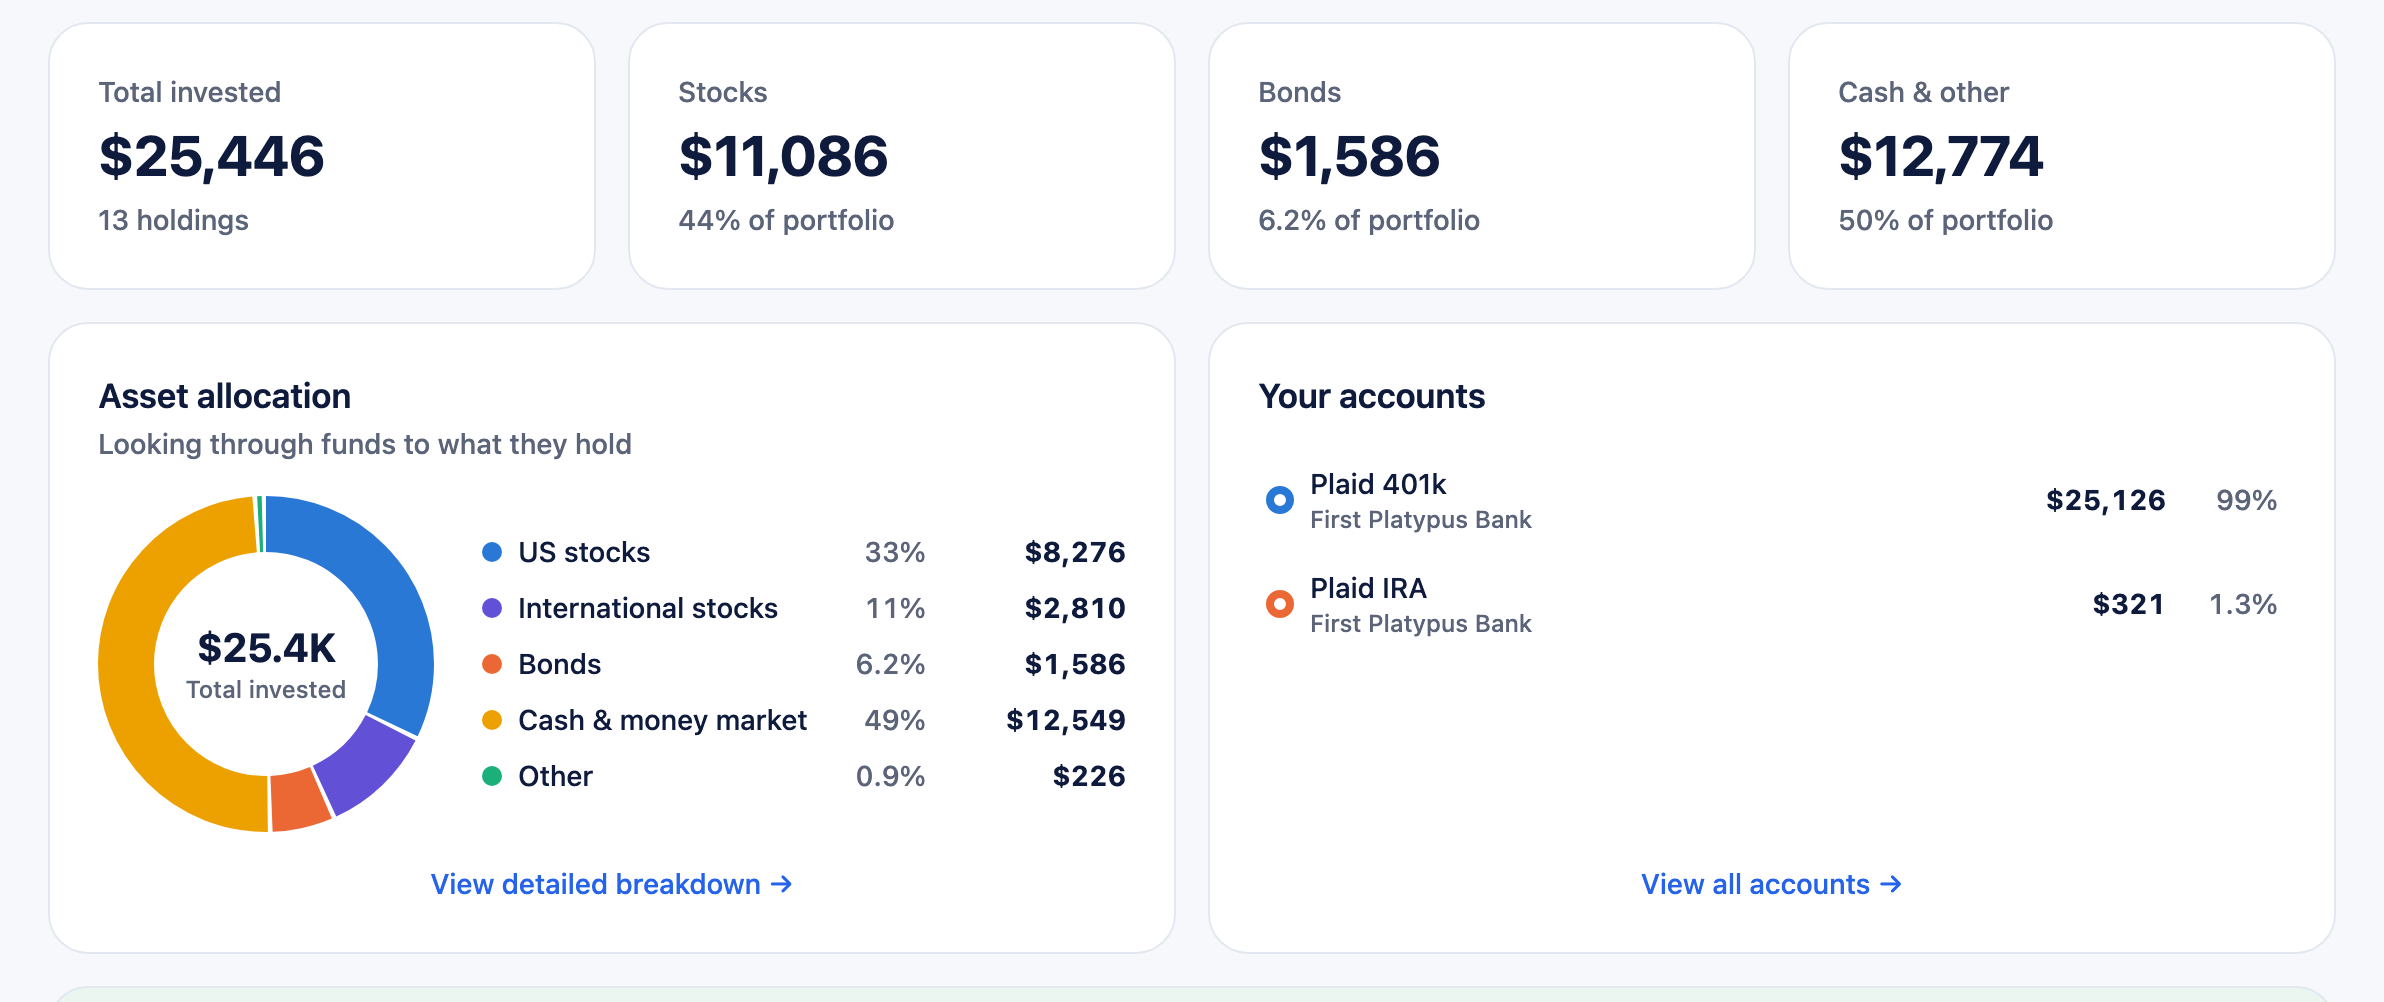 Total invested
$25,446
13 holdings
Stocks
$11,086
44% of portfolio
Bonds
$1,586
6.2% of portfolio
Cash & other
$12,774
50% of portfolio
Asset allocation
Looking through funds to what they hold
$25.4K
Total invested
US stocks 33% $8,276
International stocks 11% $2,810
Bonds 6.2% $1,586
Cash & money market 49% $12,549
Other 0.9% $226
View detailed breakdown →
Your accounts
Plaid 401k
First Platypus Bank
$25,126 99%
Plaid IRA
First Platypus Bank
$321 1.3%
View all accounts →